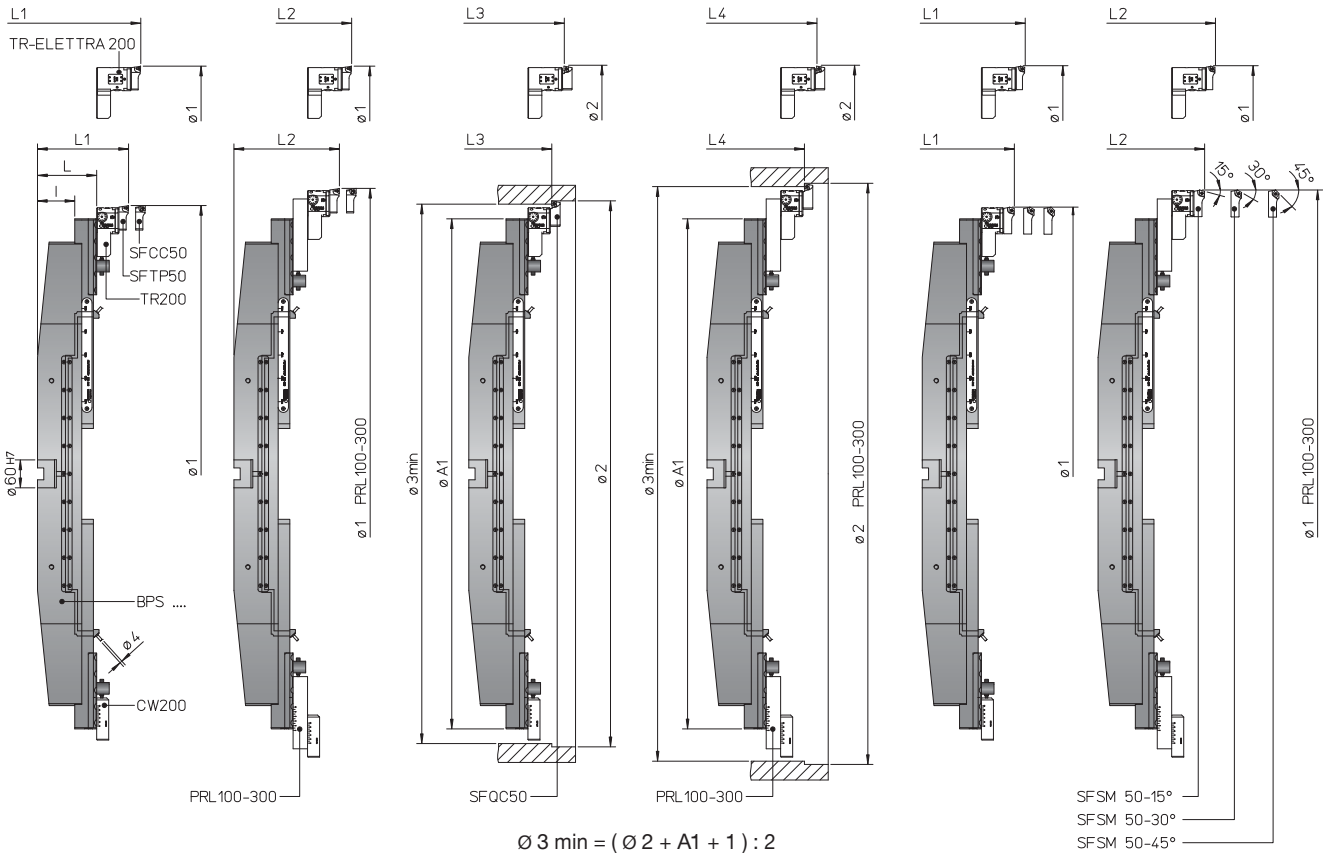 L1
L2
L3
L4
L1
L2
TR-ELETTRA 200
ø1
ø1
ø2
ø2
ø1
ø1
L1
L2
L3
L4
L1
L2
L
I
15°
30°
45°
SFCC50
SFTP50
TR200
ø60 H7
ø1
ø1 PRL100-300
ø3min
øA1
ø2
ø3min
øA1
ø2 PRL100-300
ø1
ø1 PRL100-300
BPS ....
ø4
CW200
PRL100-300
SFQC50
PRL100-300
SFSM 50-15°
SFSM 50-30°
SFSM 50-45°
Ø 3 min = ( Ø 2 + A1 + 1 ) : 2